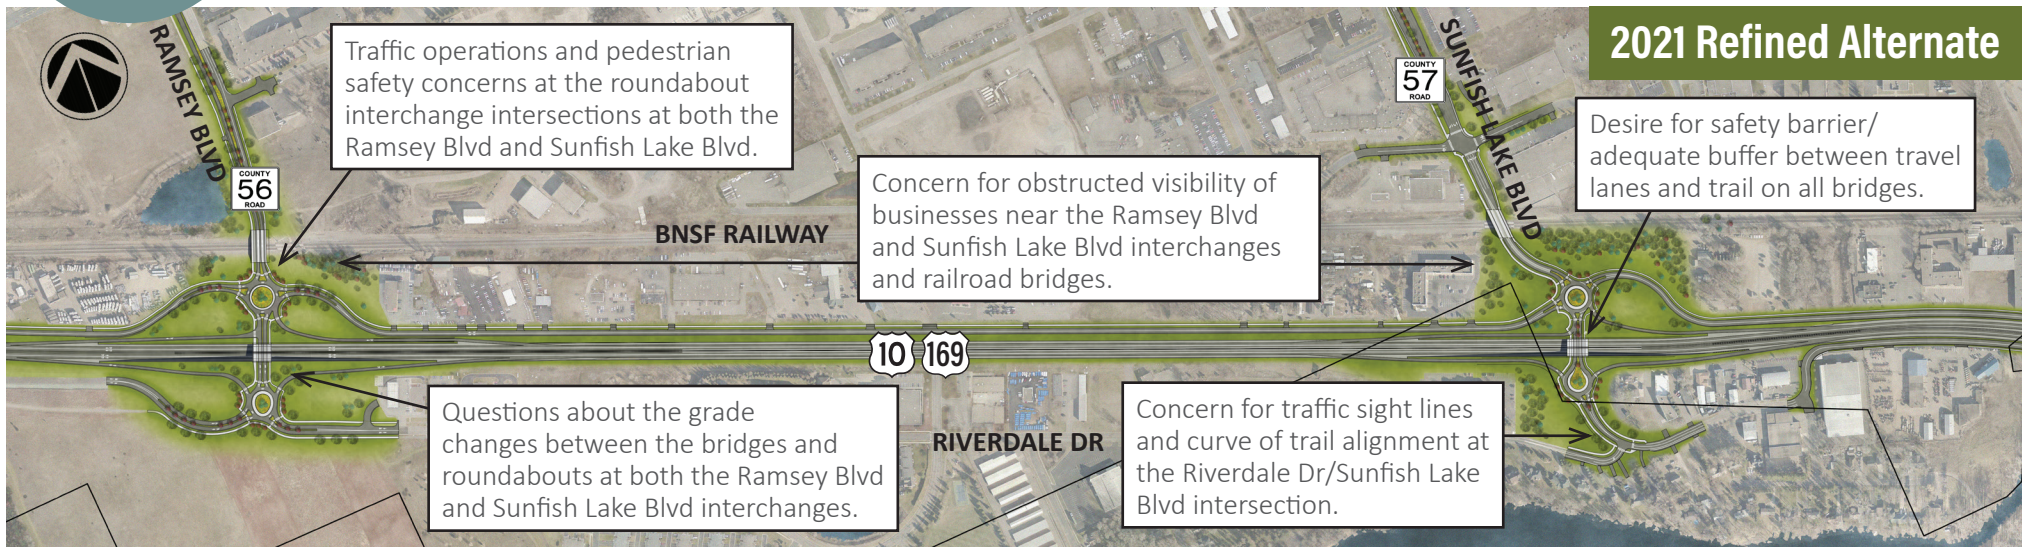 2021 Refined Alternate
RAMSEY BLVD
COUNTY
56
ROAD
Traffic operations and pedestrian
safety concerns at the roundabout
interchange intersections at both the
Ramsey Blvd and Sunfish Lake Blvd.
BNSF RAILWAY
Concern for obstructed visibility of
businesses near the Ramsey Blvd
and Sunfish Lake Blvd interchanges
and railroad bridges.
SUNFISH LAKE BLVD
COUNTY
57
ROAD
Desire for safety barrier/
adequate buffer between travel
lanes and trail on all bridges.
10
169
Questions about the grade
changes between the bridges and
roundabouts at both the Ramsey Blvd
and Sunfish Lake Blvd interchanges.
RIVERDALE DR
Concern for traffic sight lines
and curve of trail alignment at
the Riverdale Dr/Sunfish Lake
Blvd intersection.